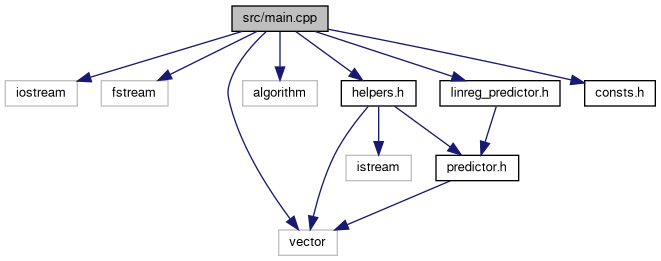 src/main.cpp
iostream
fstream
algorithm
helpers.h
linreg_predictor.h
consts.h
istream
predictor.h
vector